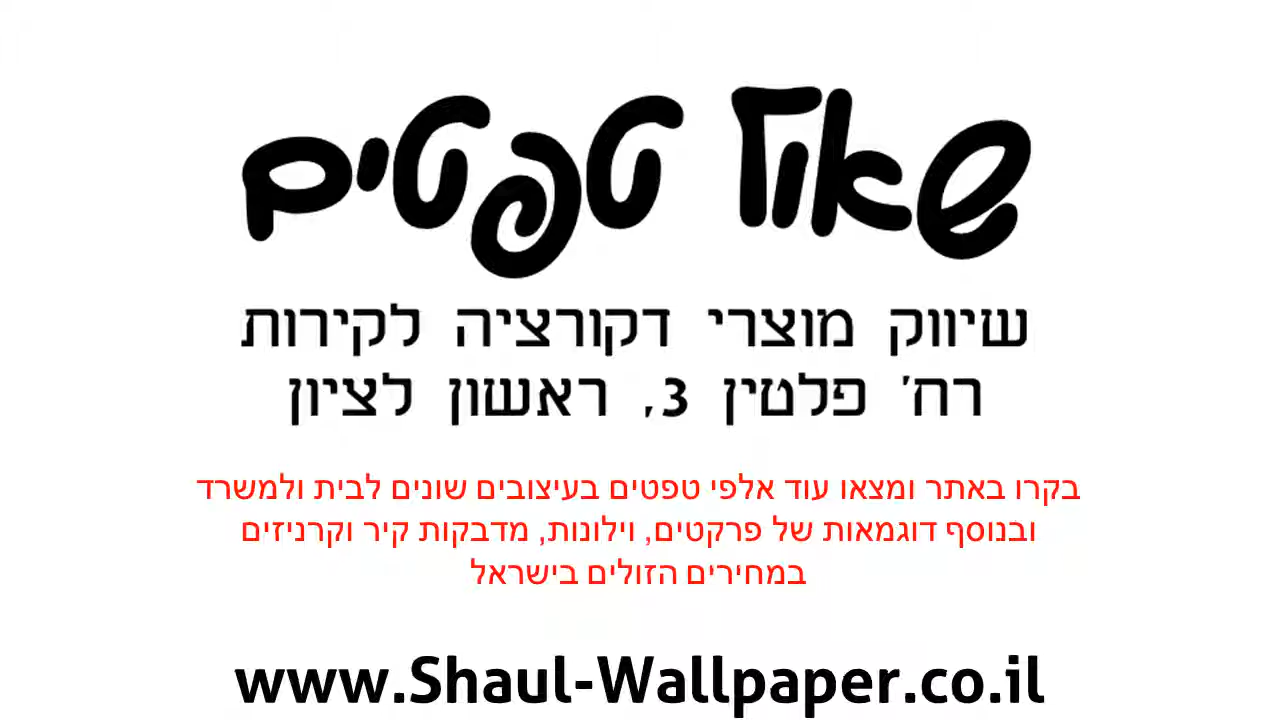 שאול טפטים
שיווק מוצרי דקורציה לקירות
רח' פלטין 3, ראשון לציון
בקרו באתר ומצאו עוד אלפי טפטים בעיצובים שונים לבית ולמשרד
ובנוסף דוגמאות של פרקטים, וילונות, מדבקות קיר וקרניזים
במחירים הזולים בישראל
www.Shaul-Wallpaper.co.il